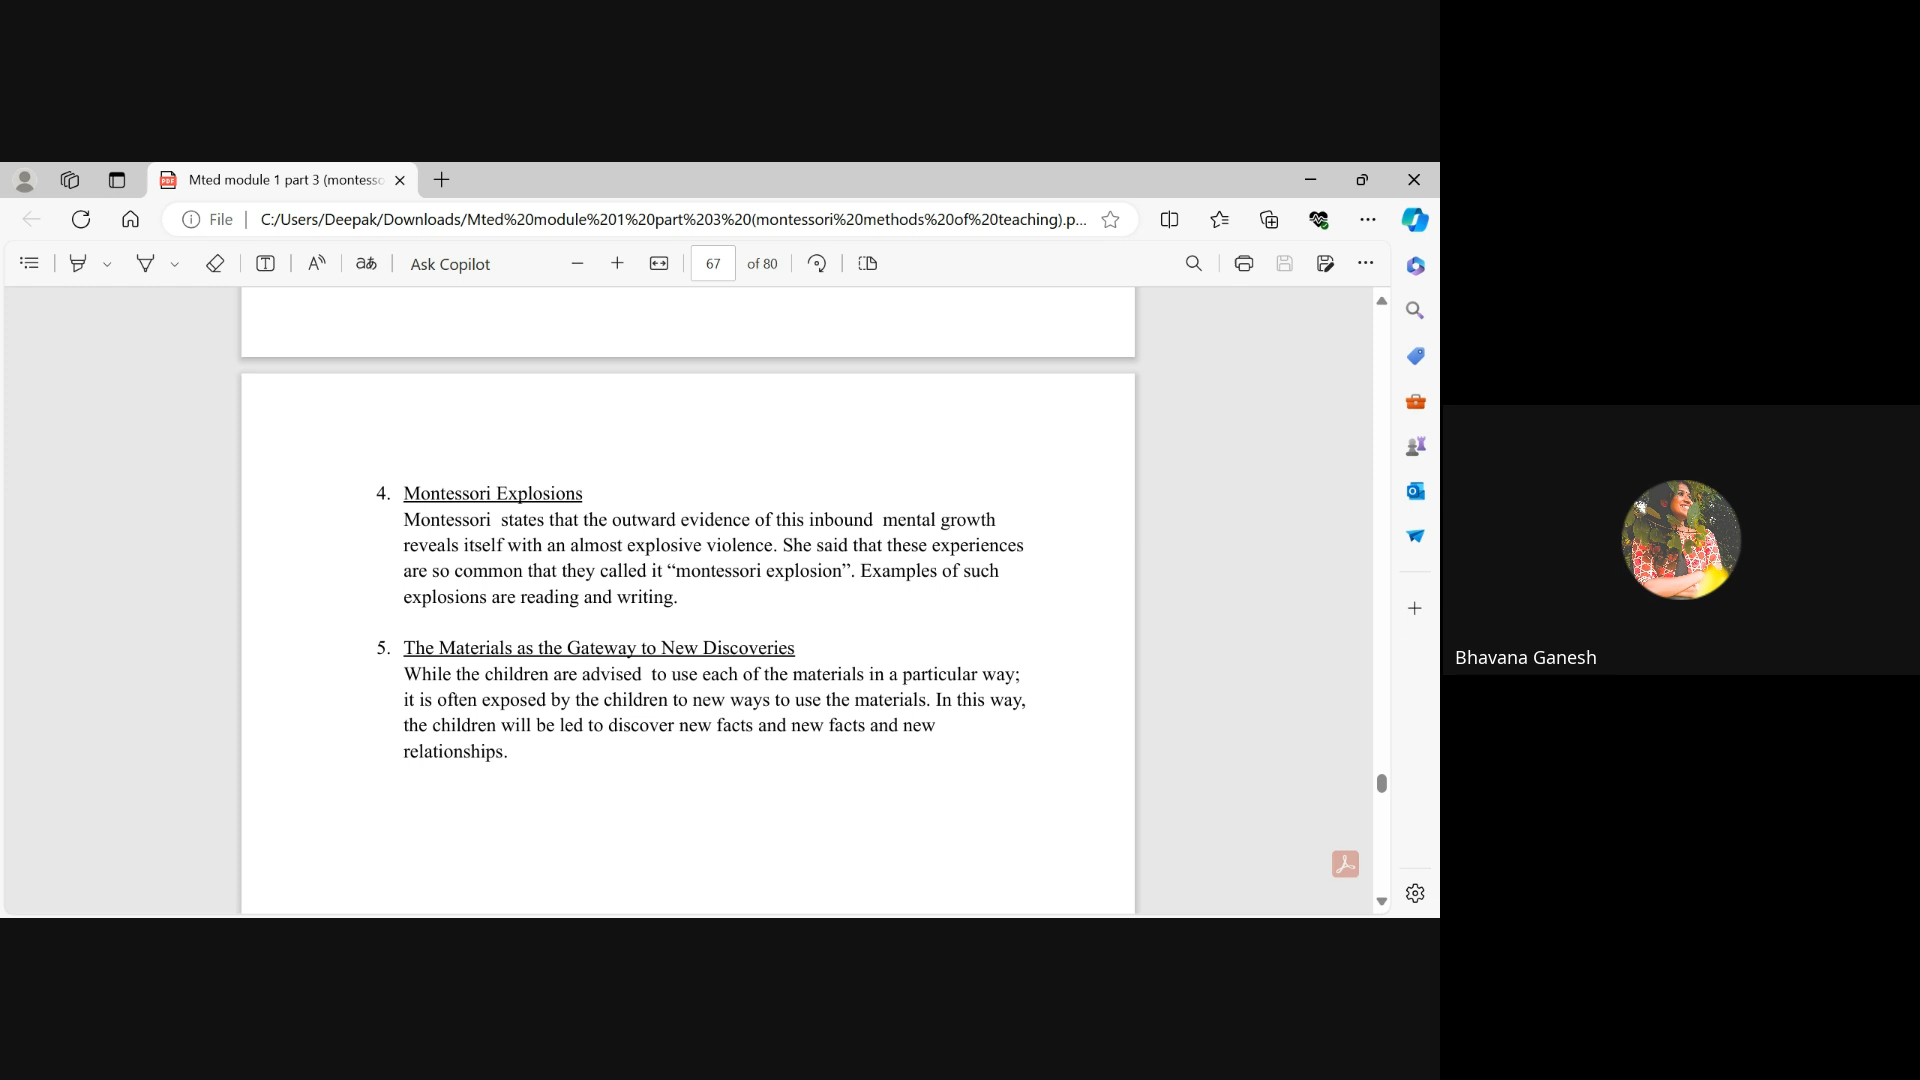 Mted module 1 part 3 (montesso
File
C:/Users/Deepak/Downloads/Mted%20module%201%20part%203%20(montessori%20methods%20of%20teaching).p...
Ask Copilot
67 of 80
4. Montessori Explosions
Montessori states that the outward evidence of this inbound mental growth
reveals itself with an almost explosive violence. She said that these experiences
are so common that they called it “montessori explosion”. Examples of such
explosions are reading and writing.
5. The Materials as the Gateway to New Discoveries
While the children are advised to use each of the materials in a particular way;
it is often exposed by the children to new ways to use the materials. In this way,
the children will be led to discover new facts and new facts and new
relationships.
Bhavana Ganesh